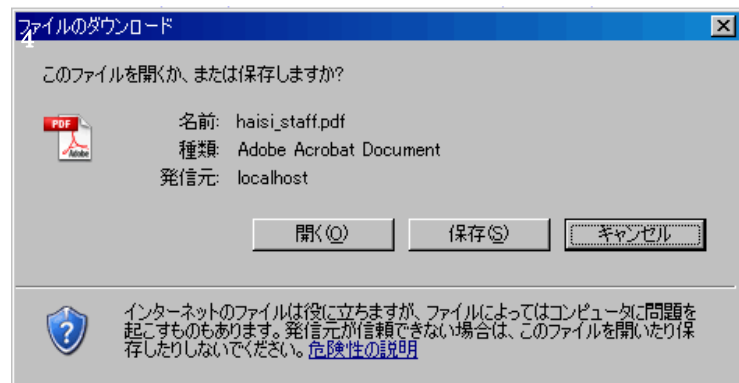 ファイルのダウンロード
4
このファイルを開くか、または保存しますか?
PDF
Adobe
名前: haisi_staff.pdf
種類: Adobe Acrobat Document
発信元: localhost
開く(O) 保存(S) キャンセル
インターネットのファイルは役に立ちますが、ファイルによってはコンピュータに問題を
起こすものもあります。発信元が信頼できない場合は、このファイルを開いたり保
存したりしないでください。危険性の説明